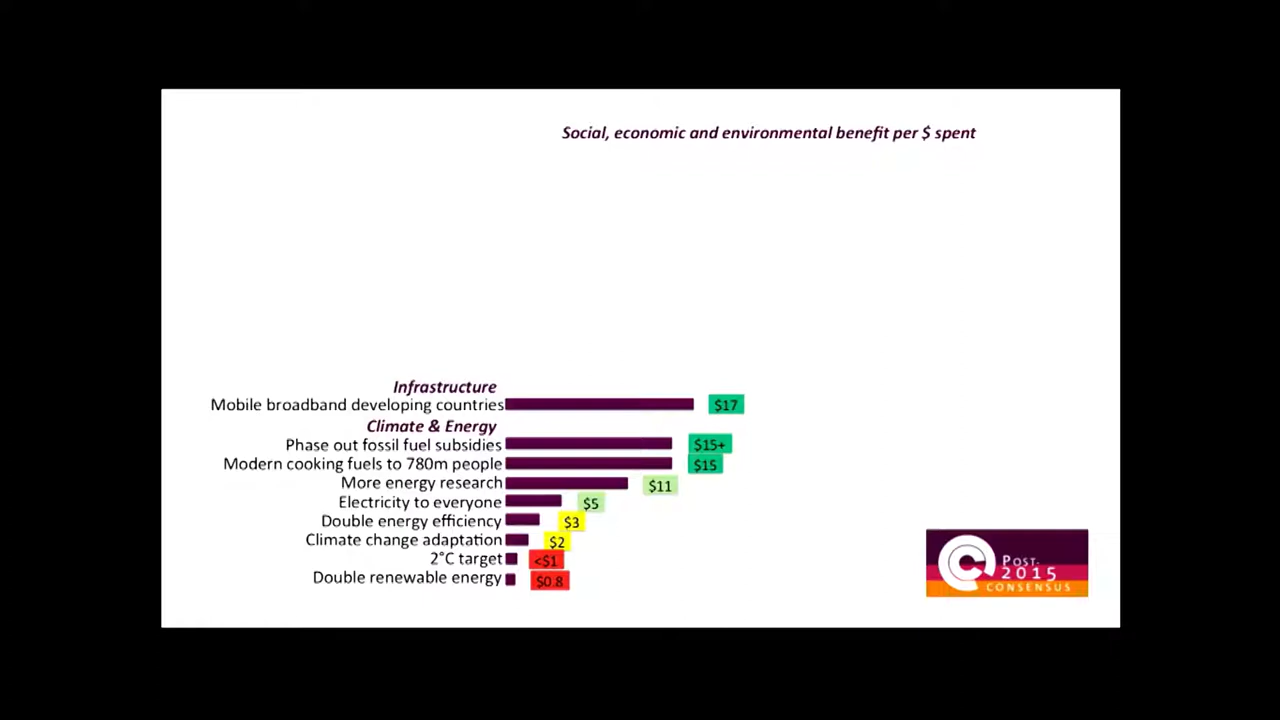 Social, economic and environmental benefit per $ spent
Infrastructure
Mobile broadband developing countries $17
Climate & Energy
Phase out fossil fuel subsidies $15+
Modern cooking fuels to 780m people $15
More energy research $11
Electricity to everyone $5
Double energy efficiency $3
Climate change adaptation $2
2°C target <$1
Double renewable energy $0.8
POST-
2015
CONSENSUS